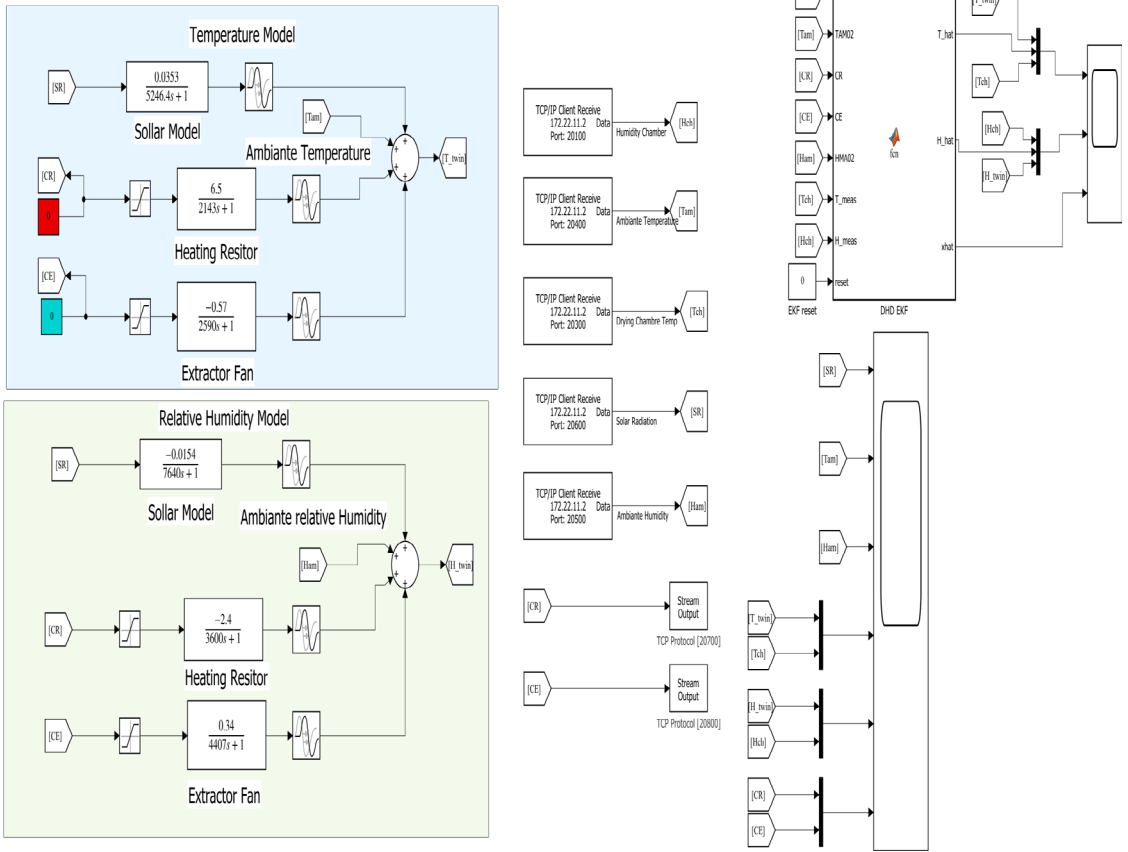 Temperature Model
[SR]
0.0353
5246.4s + 1
Sollar Model
[Tam]
Ambiante Temperature
+
+
+
+
[T_twin]
[CR]
0
6.5
2143s + 1
Heating Resitor
[CE]
0
−0.57
2590s + 1
Extractor Fan
Relative Humidity Model
[SR]
−0.0154
7640s + 1
Sollar Model
Ambiante relative Humidity
[Ham]
+
+
+
+
[H_twin]
[CR]
−2.4
3600s + 1
Heating Resitor
[CE]
0.34
4407s + 1
Extractor Fan
TCP/IP Client Receive
172.22.11.2
Port: 20100
Data
Humidity Chamber
[Hch]
TCP/IP Client Receive
172.22.11.2
Port: 20400
Data
Ambiante Temperature
[Tam]
TCP/IP Client Receive
172.22.11.2
Port: 20300
Data
Drying Chambre Temp
[Tch]
TCP/IP Client Receive
172.22.11.2
Port: 20600
Data
Solar Radiation
[SR]
TCP/IP Client Receive
172.22.11.2
Port: 20500
Data
Ambiante Humidity
[Ham]
[CR]
Stream
Output
TCP Protocol [20700]
[CE]
Stream
Output
TCP Protocol [20800]
[Tam]
TAM02
[CR]
CR
[CE]
CE
[Ham]
HMA02
[Tch]
T_meas
[Hch]
H_meas
0
reset
EKF reset
fcn
T_hat
H_hat
xhat
DHD EKF
[T_twin]
[Tch]
[Hch]
[H_twin]
[SR]
[Tam]
[Ham]
[T_twin]
[Tch]
[H_twin]
[Hch]
[CR]
[CE]